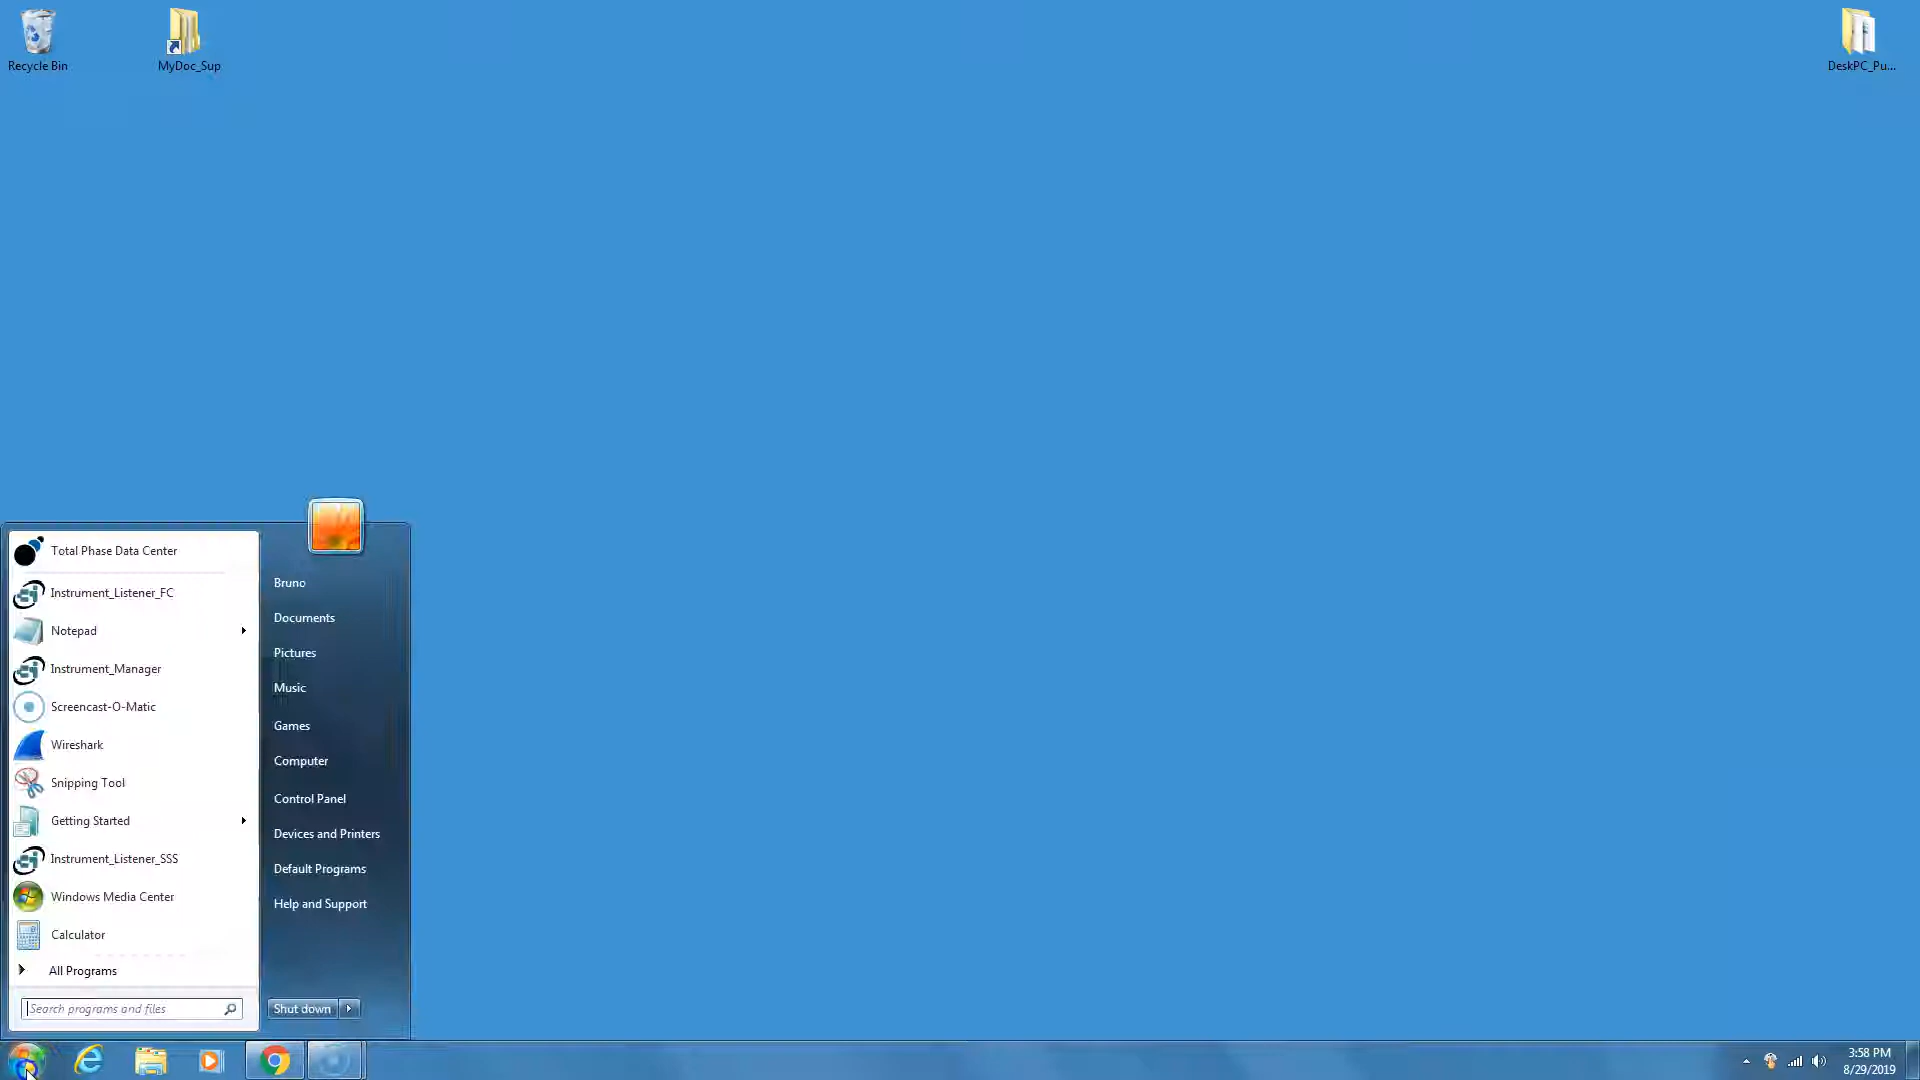 Recycle Bin
MyDoc_Sup
DeskPC_Pu...
Total Phase Data Center
Instrument_Listener_FC
Notepad
Instrument_Manager
Screencast-O-Matic
Wireshark
Snipping Tool
Getting Started
Instrument_Listener_SSS
Windows Media Center
Calculator
All Programs
Search programs and files
Bruno
Documents
Pictures
Music
Games
Computer
Control Panel
Devices and Printers
Default Programs
Help and Support
Shut down
3:58 PM
8/29/2019